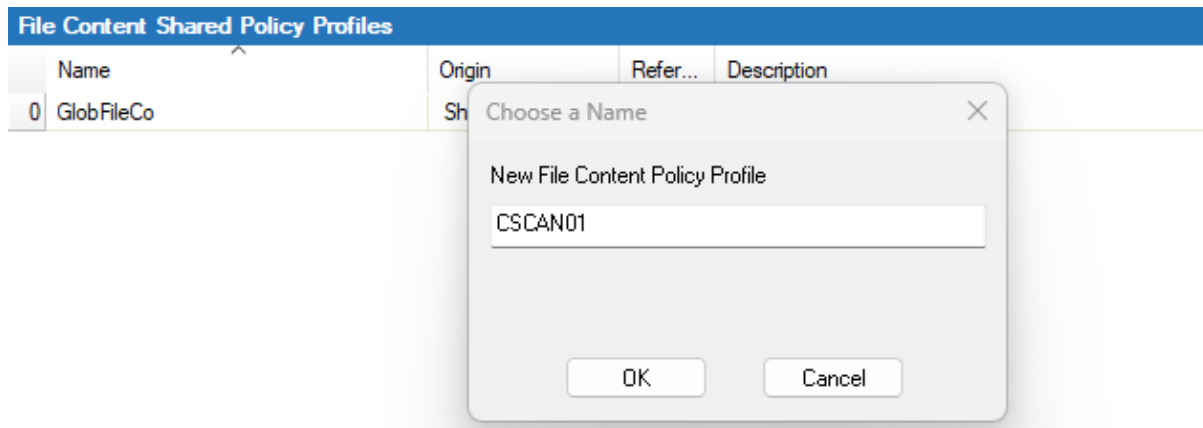 File Content Shared Policy Profiles
Name Origin Refer... Description
0 GlobFileCo Sh
Choose a Name
New File Content Policy Profile
CSCAN01
OK Cancel